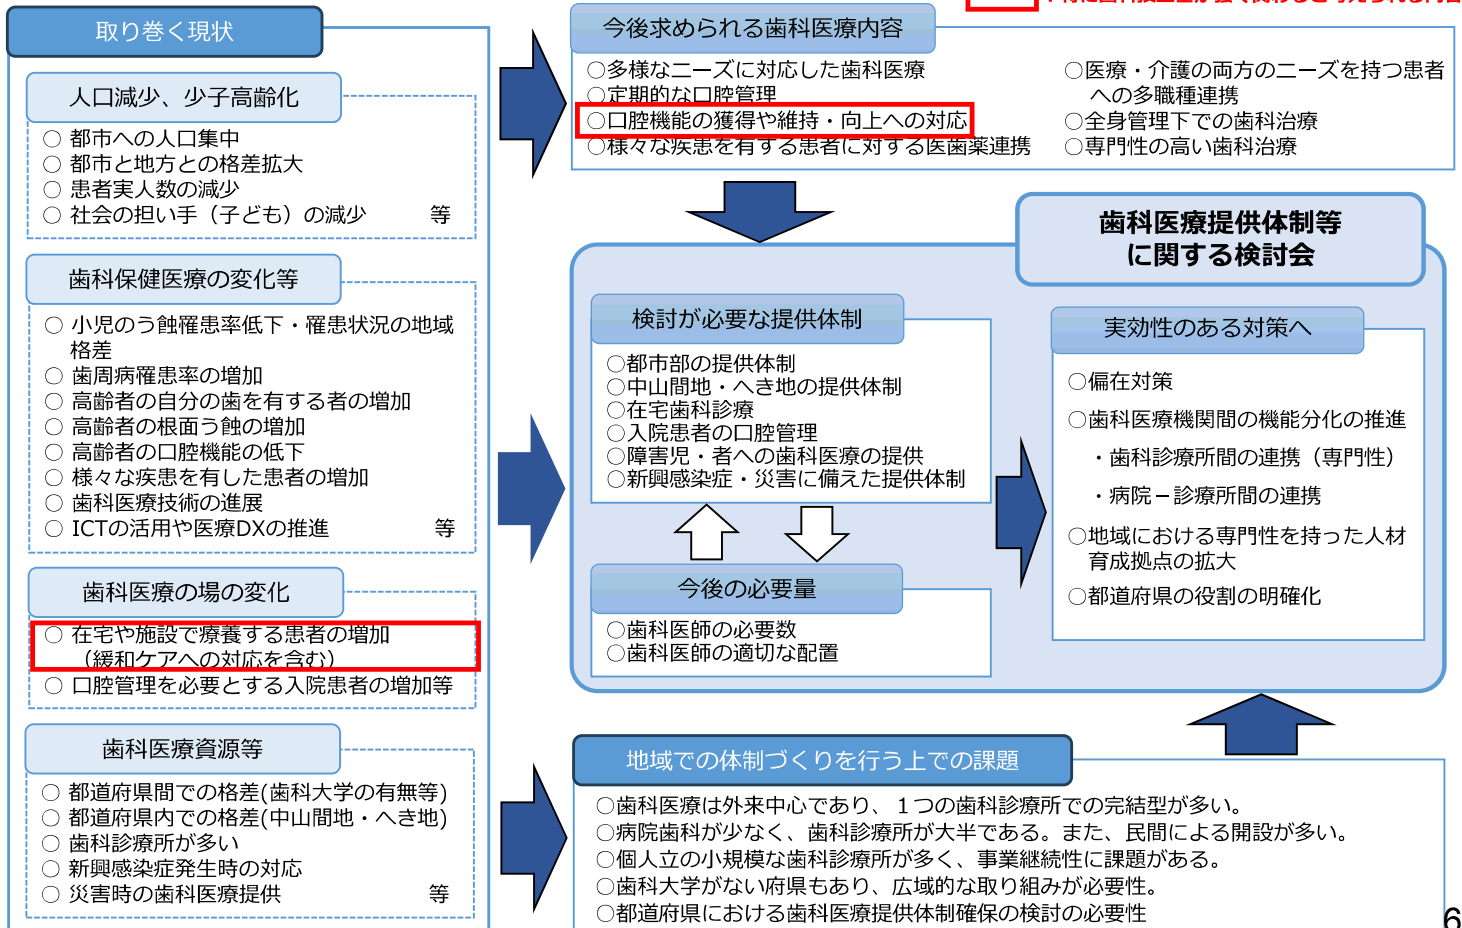 取り巻く現状
人口減少、少子高齢化
○ 都市への人口集中
○ 都市と地方との格差拡大
○ 患者実人数の減少
○ 社会の担い手（子ども）の減少　等
歯科保健医療の変化等
○ 小児のう蝕罹患率低下・罹患状況の地域
格差
○ 歯周病罹患率の増加
○ 高齢者の自分の歯を有する者の増加
○ 高齢者の根面う蝕の増加
○ 高齢者の口腔機能の低下
○ 様々な疾患を有した患者の増加
○ 歯科医療技術の進展
○ ICTの活用や医療DXの推進　等
歯科医療の場の変化
○ 在宅や施設で療養する患者の増加
（緩和ケアへの対応を含む）
○ 口腔管理を必要とする入院患者の増加等
歯科医療資源等
○ 都道府県間での格差(歯科大学の有無等)
○ 都道府県内での格差(中山間地・へき地)
○ 歯科診療所が多い
○ 新興感染症発生時の対応
○ 災害時の歯科医療提供　等
今後求められる歯科医療内容
○多様なニーズに対応した歯科医療
○定期的な口腔管理
○口腔機能の獲得や維持・向上への対応
○様々な疾患を有する患者に対する医歯薬連携
○医療・介護の両方のニーズを持つ患者
への多職種連携
○全身管理下での歯科治療
○専門性の高い歯科治療
歯科医療提供体制等
に関する検討会
検討が必要な提供体制
○都市部の提供体制
○中山間地・へき地の提供体制
○在宅歯科診療
○入院患者の口腔管理
○障害児・者への歯科医療の提供
○新興感染症・災害に備えた提供体制
今後の必要量
○歯科医師の必要数
○歯科医師の適切な配置
実効性のある対策へ
○偏在対策
○歯科医療機関間の機能分化の推進
・歯科診療所間の連携（専門性）
・病院－診療所間の連携
○地域における専門性を持った人材
育成拠点の拡大
○都道府県の役割の明確化
地域での体制づくりを行う上での課題
○歯科医療は外来中心であり、１つの歯科診療所での完結型が多い。
○病院歯科が少なく、歯科診療所が大半である。また、民間による開設が多い。
○個人立の小規模な歯科診療所が多く、事業継続性に課題がある。
○歯科大学がない府県もあり、広域的な取り組みが必要性。
○都道府県における歯科医療提供体制確保の検討の必要性
6